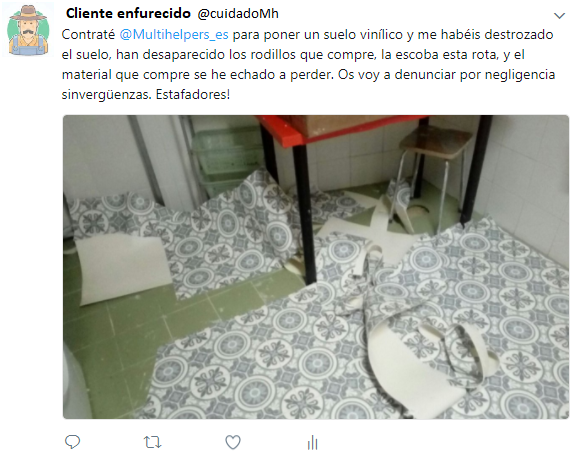 Cliente enfurecido @cuidadoMh
Contraté @Multihelpers_es para poner un suelo vinílico y me habéis destrozado
el suelo, han desaparecido los rodillos que compre, la escoba esta rota, y el
material que compre se he echado a perder. Os voy a denunciar por negligencia
sinvergüenzas. Estafadores!